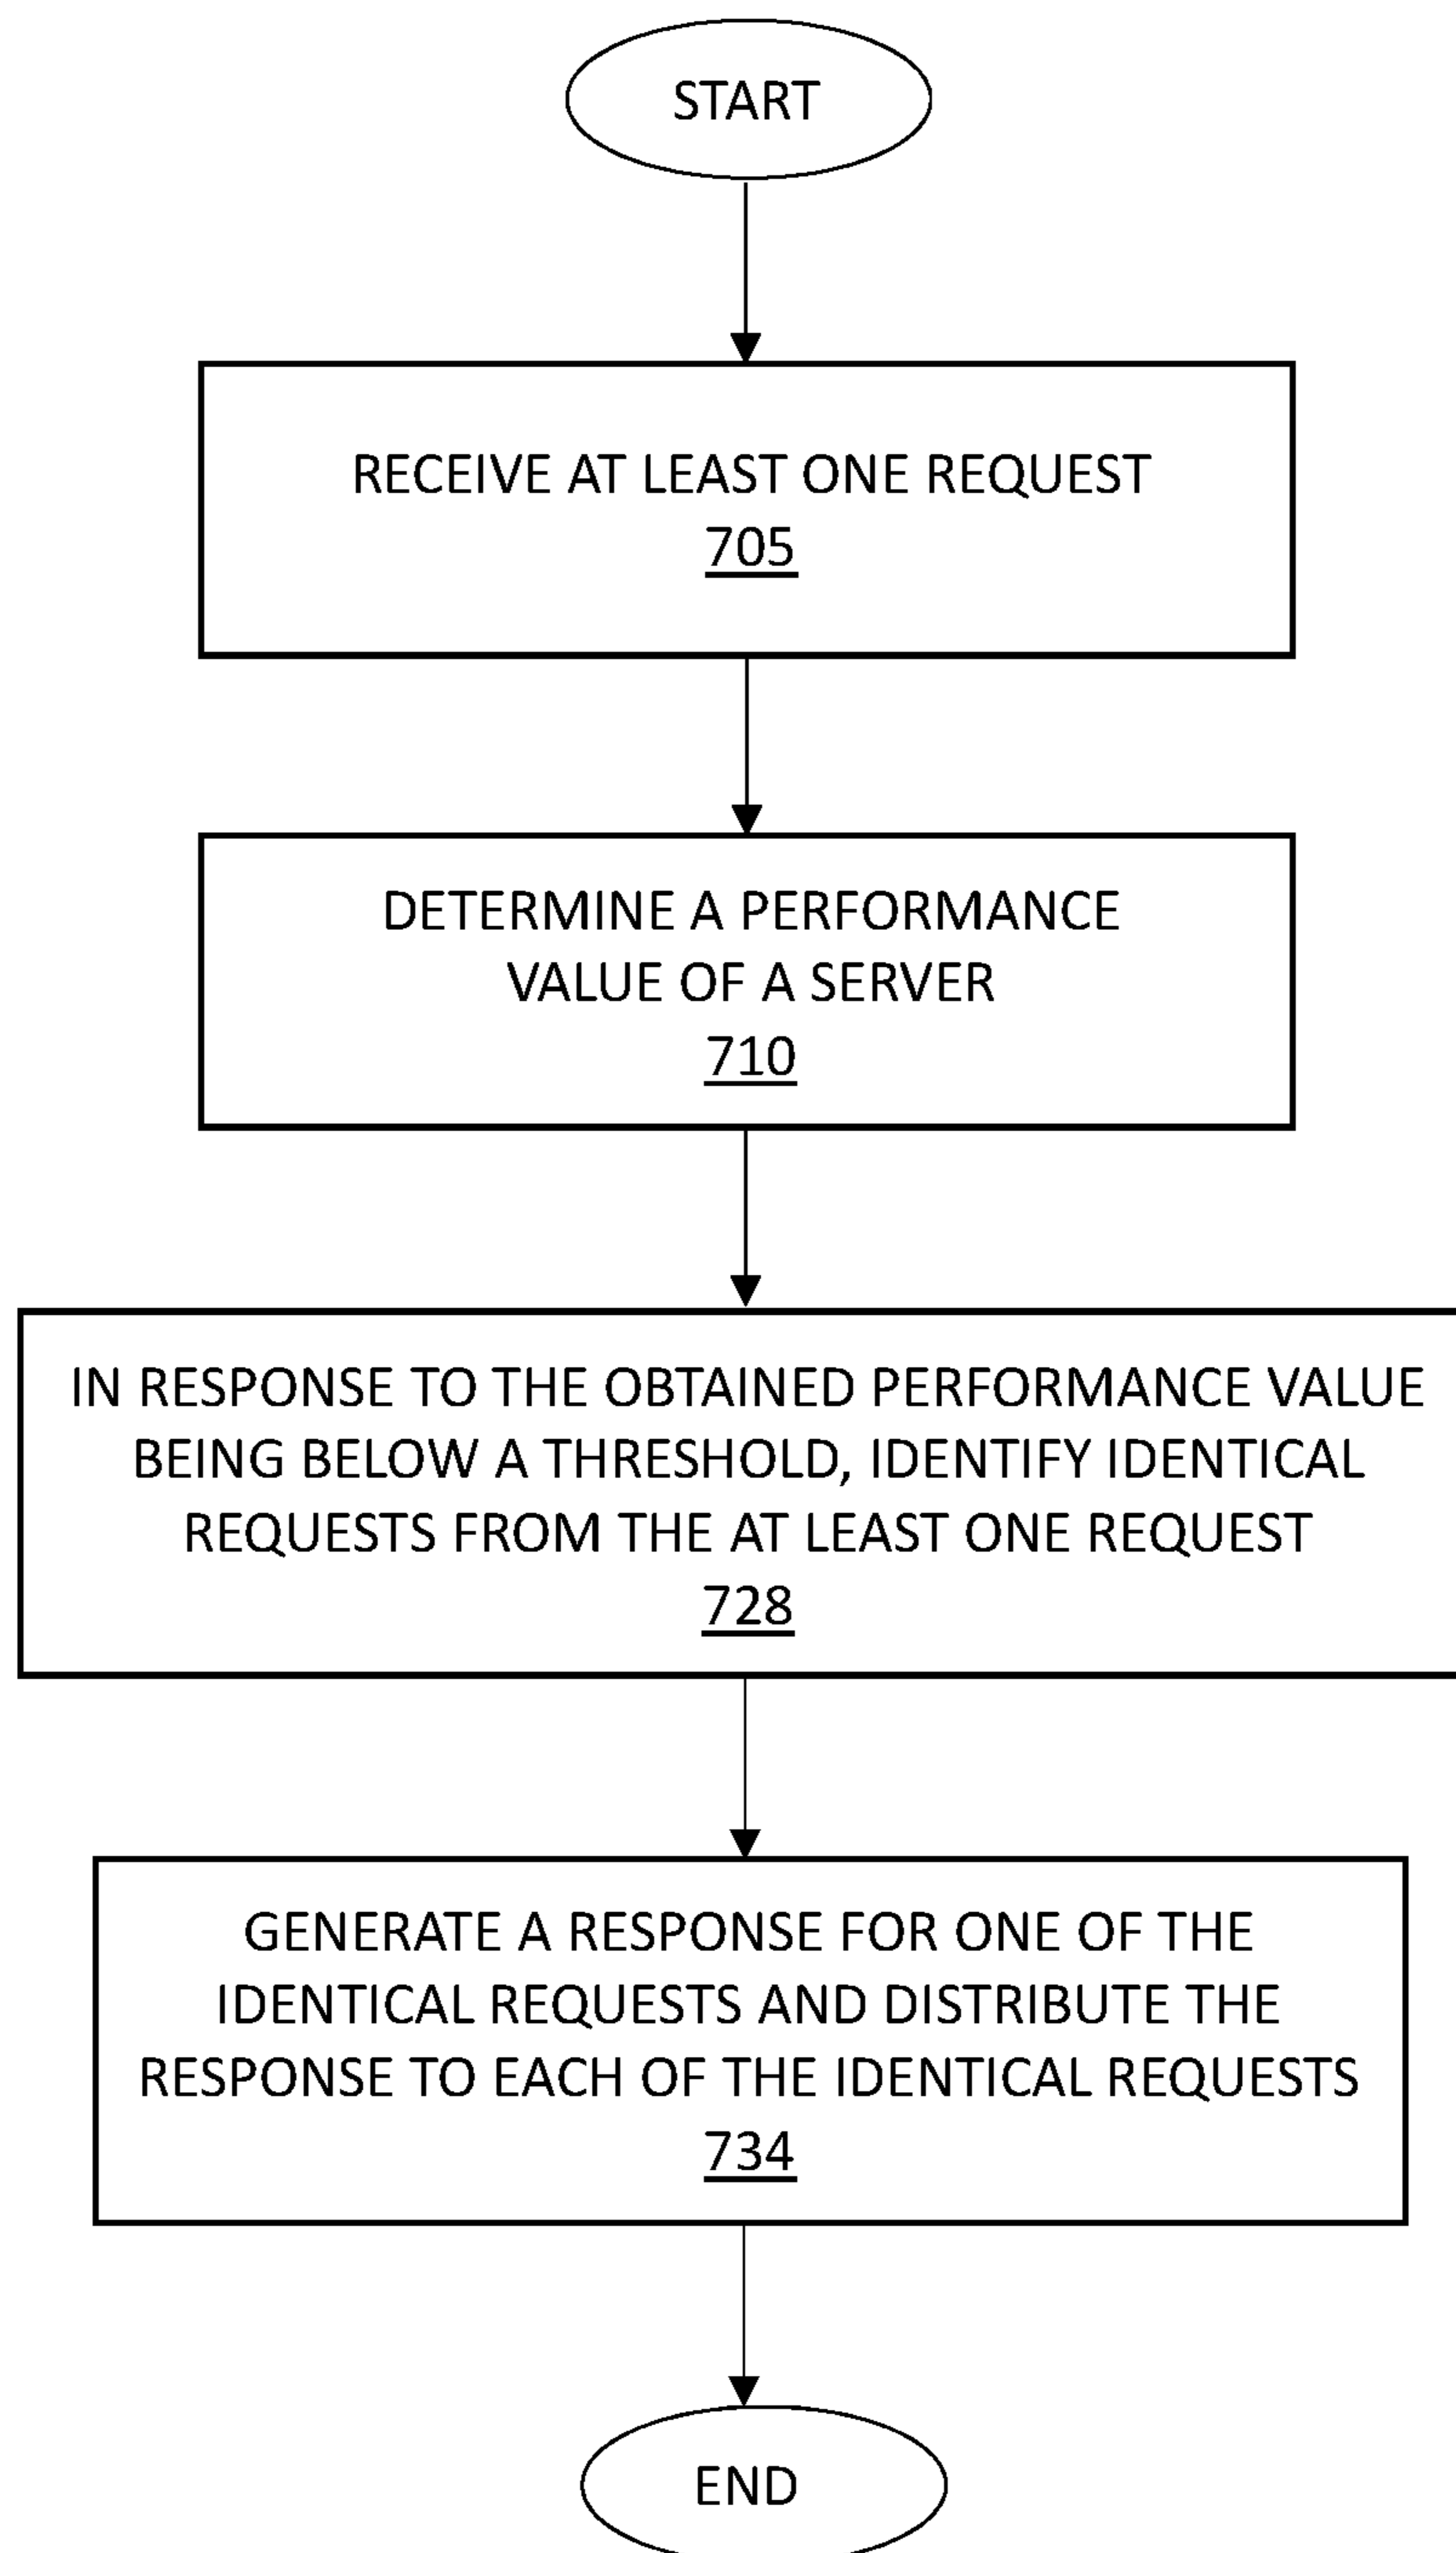 START
RECEIVE AT LEAST ONE REQUEST
705
DETERMINE A PERFORMANCE
VALUE OF A SERVER
710
IN RESPONSE TO THE OBTAINED PERFORMANCE VALUE
BEING BELOW A THRESHOLD, IDENTIFY IDENTICAL
REQUESTS FROM THE AT LEAST ONE REQUEST
728
GENERATE A RESPONSE FOR ONE OF THE
IDENTICAL REQUESTS AND DISTRIBUTE THE
RESPONSE TO EACH OF THE IDENTICAL REQUESTS
734
END